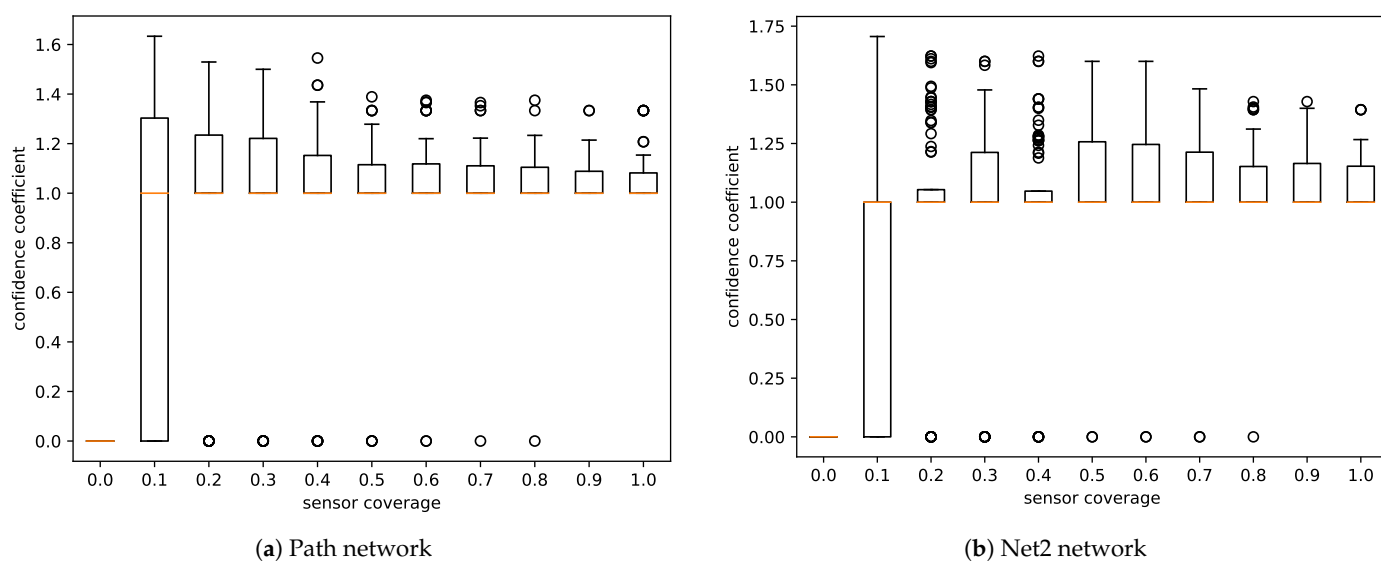 1.6
1.4
1.2
1.0
0.8
0.6
0.4
0.2
0.0
confidence coefficient
0.0 0.1 0.2 0.3 0.4 0.5 0.6 0.7 0.8 0.9 1.0
sensor coverage
(a) Path network
1.75
1.50
1.25
1.00
0.75
0.50
0.25
0.00
confidence coefficient
0.0 0.1 0.2 0.3 0.4 0.5 0.6 0.7 0.8 0.9 1.0
sensor coverage
(b) Net2 network